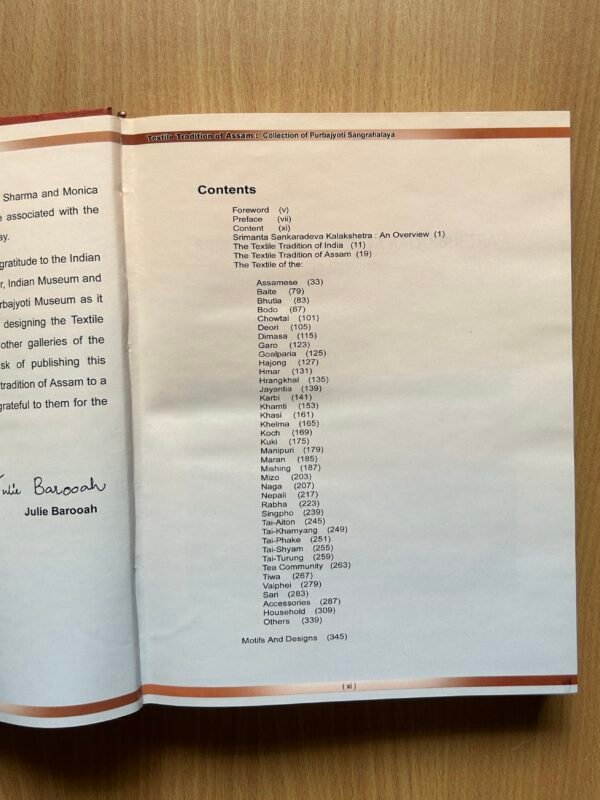 Sharma and Monica
associated with the
gratitude to the Indian
Indian Museum and
Museum as it
designing the Textile
other galleries of the
of publishing this
tradition of Assam to a
grateful to them for the
Julie Barooah
Julie Barooah
Textile Tradition of Assam : Collection of Purbajyoti Sangrahalaya
Contents
Foreword (v)
Preface (vii)
Content (xi)
Srimanta Sankaradeva Kalakshetra : An Overview (1)
The Textile Tradition of India (11)
The Textile Tradition of Assam (19)
The Textile of the:
Assamese (33)
Baite (79)
Bhutia (83)
Bodo (87)
Chowtal (101)
Deori (105)
Dimasa (115)
Garo (123)
Goalparia (125)
Hajong (127)
Hmar (131)
Hrangkhal (135)
Jayantia (139)
Karbi (141)
Khamti (153)
Khasi (161)
Khelma (165)
Koch (169)
Kuki (175)
Manipuri (179)
Maran (185)
Mishing (187)
Mizo (203)
Naga (207)
Nepali (217)
Rabha (223)
Singpho (239)
Tai-Aiton (245)
Tai-Khamyang (249)
Tai-Phake (251)
Tai-Shyam (255)
Tai-Turung (259)
Tea Community (263)
Tiwa (267)
Vaiphei (279)
Sari (283)
Accessories (287)
Household (309)
Others (339)
Motifs And Designs (345)
( xi )